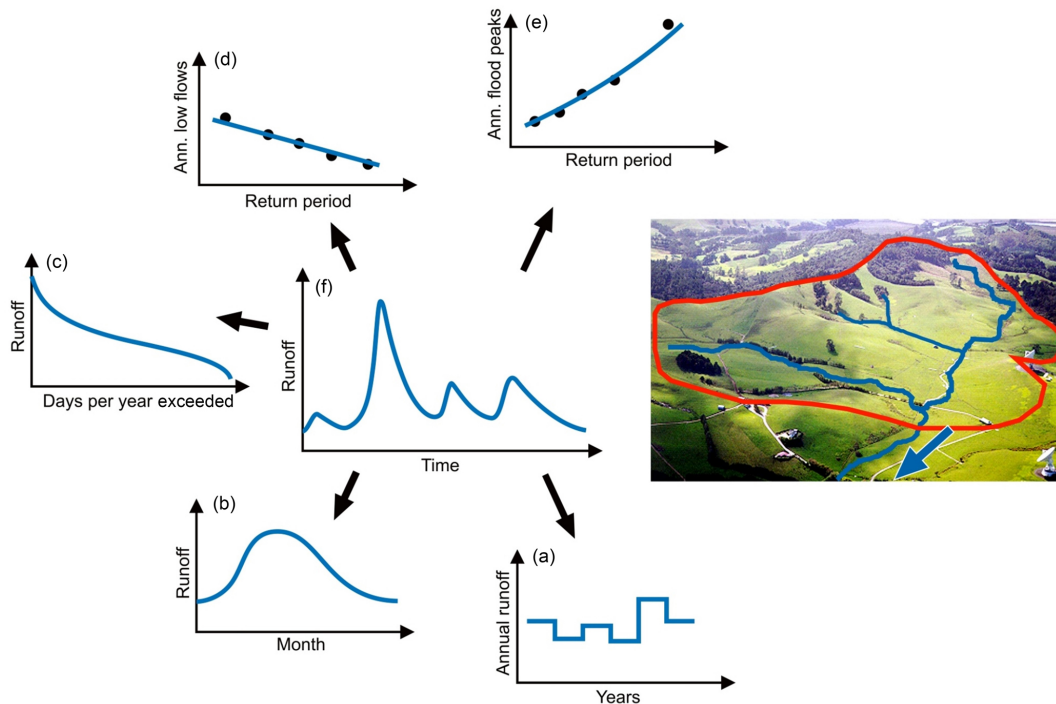 (d)
Ann. low flows
Return period
(e)
Ann. flood peaks
Return period
(c)
Runoff
Days per year exceeded
(f)
Runoff
Time
(b)
Runoff
Month
(a)
Annual runoff
Years